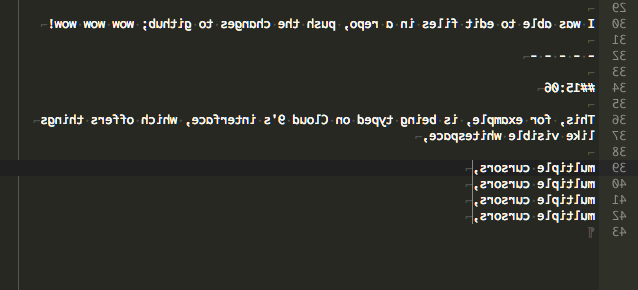 29
30 I was able to edit files in a repo, push the changes to github; wow wow wow!¬
31 ¬
32 - - - - -¬
33 ¬
34 ##15:06¬
35 ¬
36 This, for example, is being typed on Cloud 9's interface, which offers things¬
37 like visible whitespace,¬
38 ¬
39 multiple cursors,¬
40 multiple cursors,¬
41 multiple cursors,¬
42 multiple cursors,¬
43 ¶